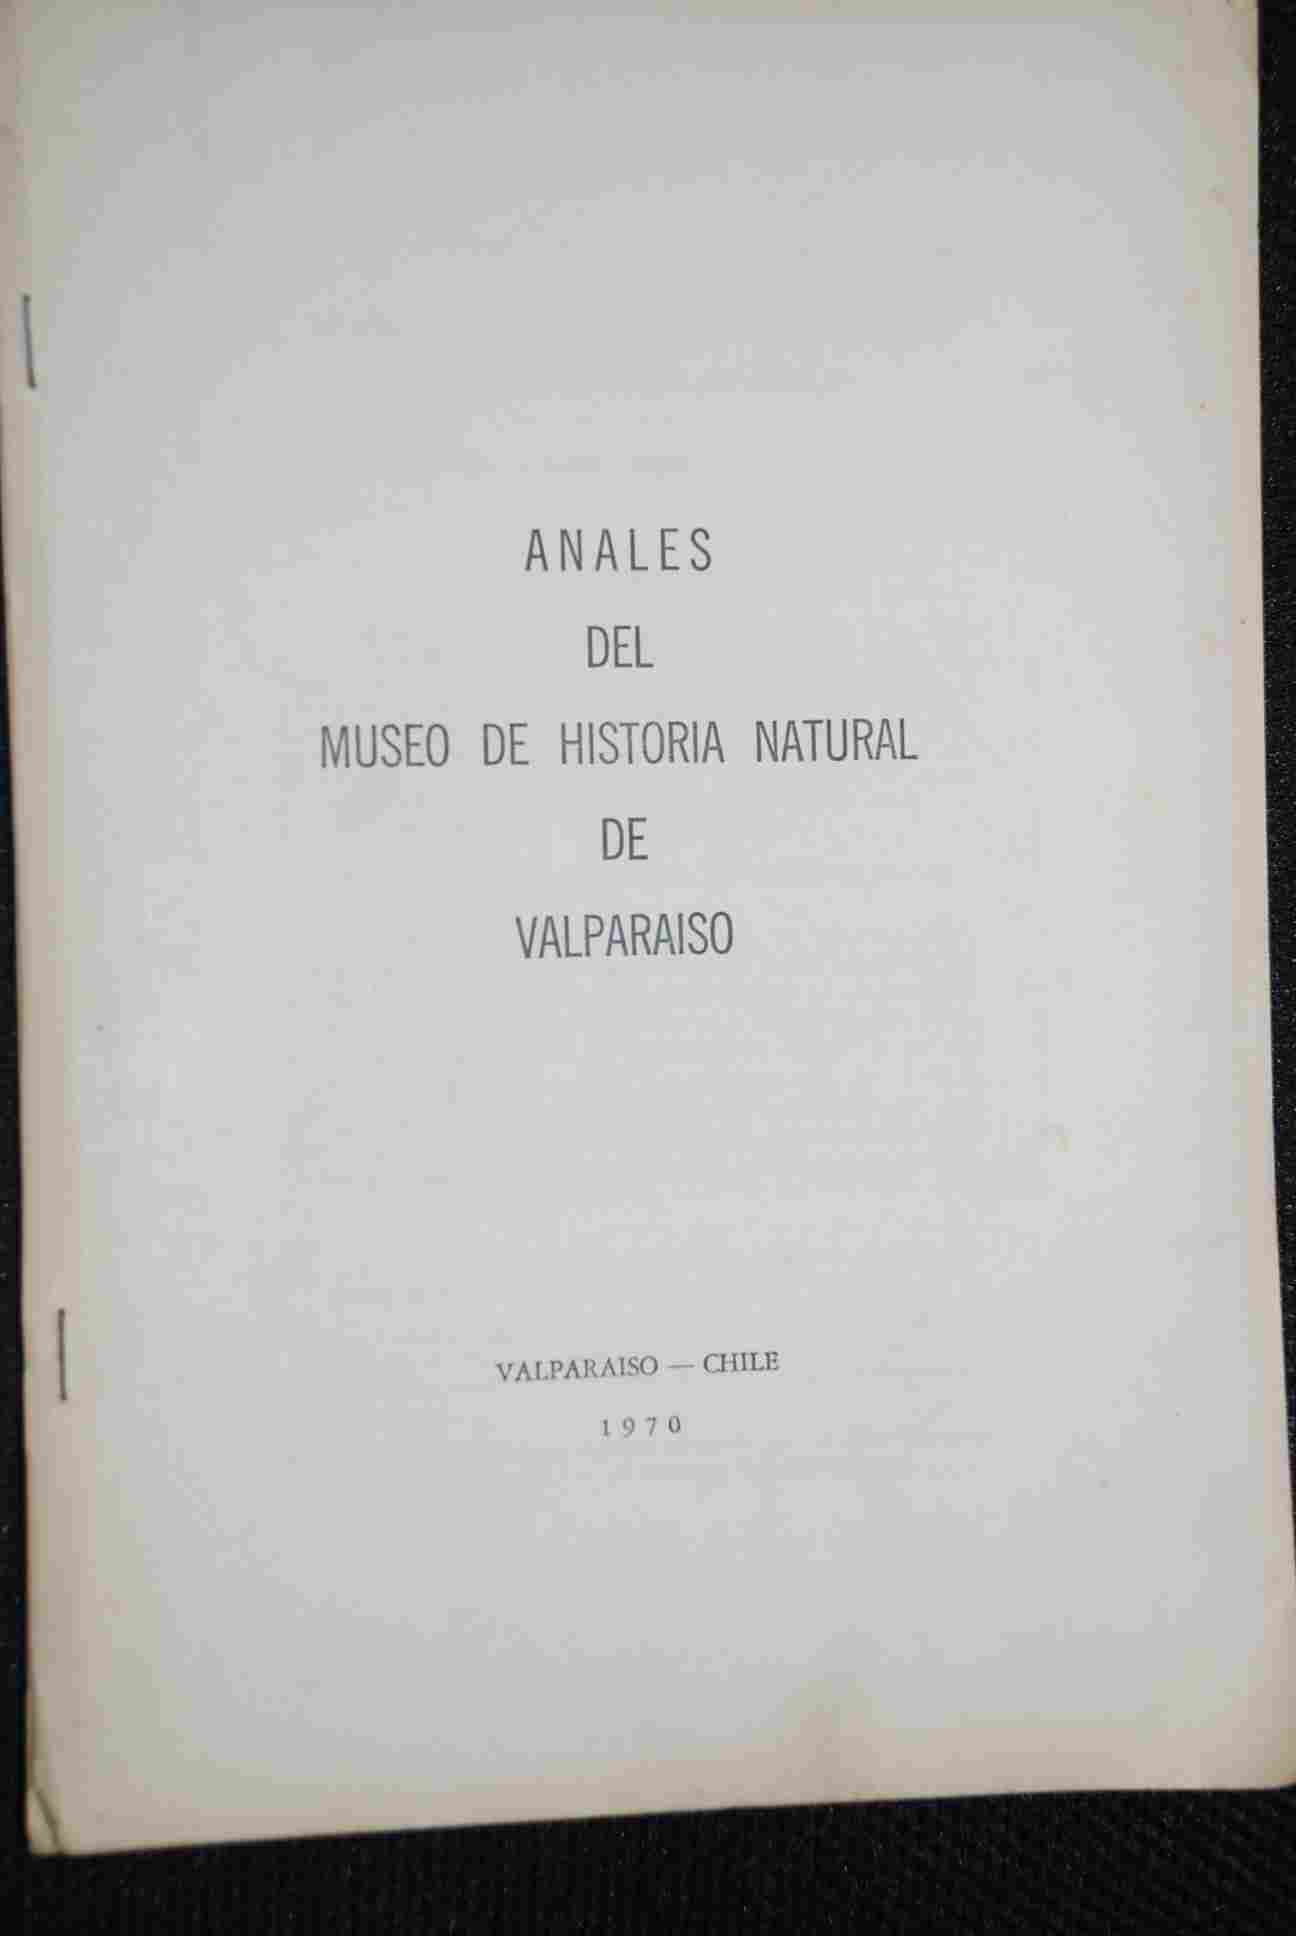 ANALES
DEL
MUSEO DE HISTORIA NATURAL
DE
VALPARAISO
VALPARAISO — CHILE
1970